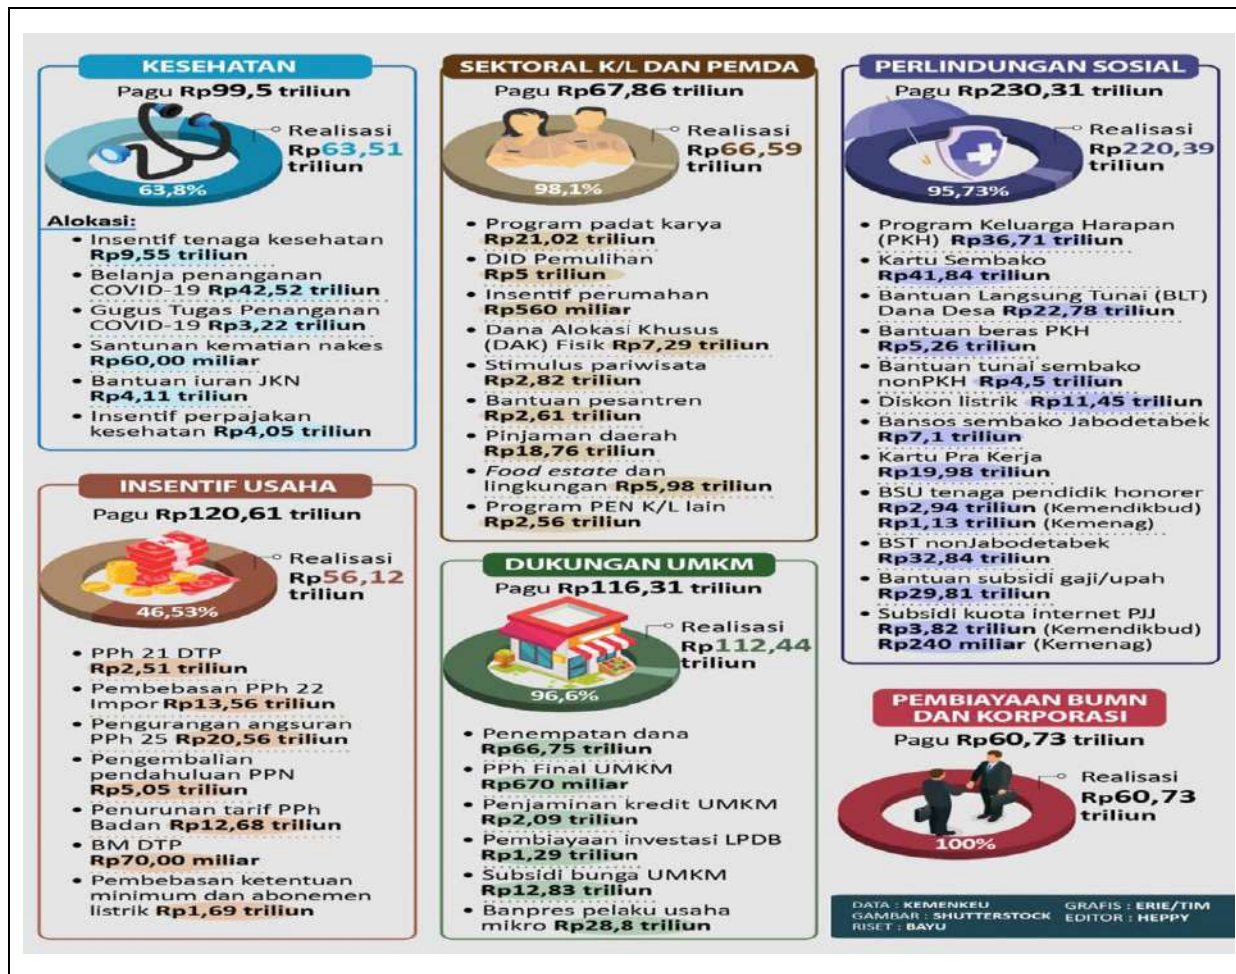 KESEHATAN
Pagu Rp99,5 triliun
Realisasi
Rp63,51
triliun
63,8%
Alokasi:
• Insentif tenaga kesehatan
Rp9,55 triliun
• Belanja penanganan
COVID-19 Rp42,52 triliun
• Gugus Tugas Penanganan
COVID-19 Rp3,22 triliun
• Santunan kematian nakes
Rp60,00 miliar
• Bantuan iuran JKN
Rp4,11 triliun
• Insentif perpajakan
kesehatan Rp4,05 triliun
INSENTIF USAHA
Pagu Rp120,61 triliun
Realisasi
Rp56,12
triliun
46,53%
• PPh 21 DTP
Rp2,51 triliun
• Pembebasan PPh 22
Impor Rp13,56 triliun
• Pengurangan angsuran
PPh 25 Rp20,56 triliun
• Pengembalian
pendahuluan PPN
Rp5,05 triliun
• Penurunan tarif PPh
Badan Rp12,68 triliun
• BM DTP
Rp70,00 miliar
• Pembebasan ketentuan
minimum dan abonemen
listrik Rp1,69 triliun
SEKTORAL K/L DAN PEMDA
Pagu Rp67,86 triliun
Realisasi
Rp66,59
triliun
98,1%
• Program padat karya
Rp21,02 triliun
• DID Pemulihan
Rp5 triliun
• Insentif perumahan
Rp560 miliar
• Dana Alokasi Khusus
(DAK) Fisik Rp7,29 triliun
• Stimulus pariwisata
Rp2,82 triliun
• Bantuan pesantren
Rp2,61 triliun
• Pinjaman daerah
Rp18,76 triliun
• Food estate dan
lingkungan Rp5,98 triliun
• Program PEN K/L lain
Rp2,56 triliun
DUKUNGAN UMKM
Pagu Rp116,31 triliun
Realisasi
Rp112,44
triliun
96,6%
• Penempatan dana
Rp66,75 triliun
• PPh Final UMKM
Rp670 miliar
• Penjaminan kredit UMKM
Rp2,09 triliun
• Pembiayaan investasi LPDB
Rp1,29 triliun
• Subsidi bunga UMKM
Rp12,83 triliun
• Banpres pelaku usaha
mikro Rp28,8 triliun
PERLINDUNGAN SOSIAL
Pagu Rp230,31 triliun
Realisasi
Rp220,39
triliun
95,73%
• Program Keluarga Harapan
(PKH) Rp36,71 triliun
• Kartu Sembako
Rp41,84 triliun
• Bantuan Langsung Tunai (BLT)
Dana Desa Rp22,78 triliun
• Bantuan beras PKH
Rp5,26 triliun
• Bantuan tunai sembako
nonPKH Rp4,5 triliun
• Diskon listrik Rp11,45 triliun
• Bansos sembako Jabodetabek
Rp7,1 triliun
• Kartu Pra Kerja
Rp19,98 triliun
• BSU tenaga pendidik honorer
Rp2,94 triliun (Kemendikbud)
Rp1,13 triliun (Kemenag)
• BST nonJabodetabek
Rp32,84 triliun
• Bantuan subsidi gaji/upah
Rp29,81 triliun
• Subsidi kuota internet PJJ
Rp3,82 triliun (Kemendikbud)
Rp240 miliar (Kemenag)
PEMBIAYAAN BUMN
DAN KORPORASI
Pagu Rp60,73 triliun
Realisasi
Rp60,73
triliun
100%
DATA : KEMENKEU
GAMBAR : SHUTTERSTOCK
RISET : BAYU
GRAFIS : ERIE/TIM
EDITOR : HEPPY